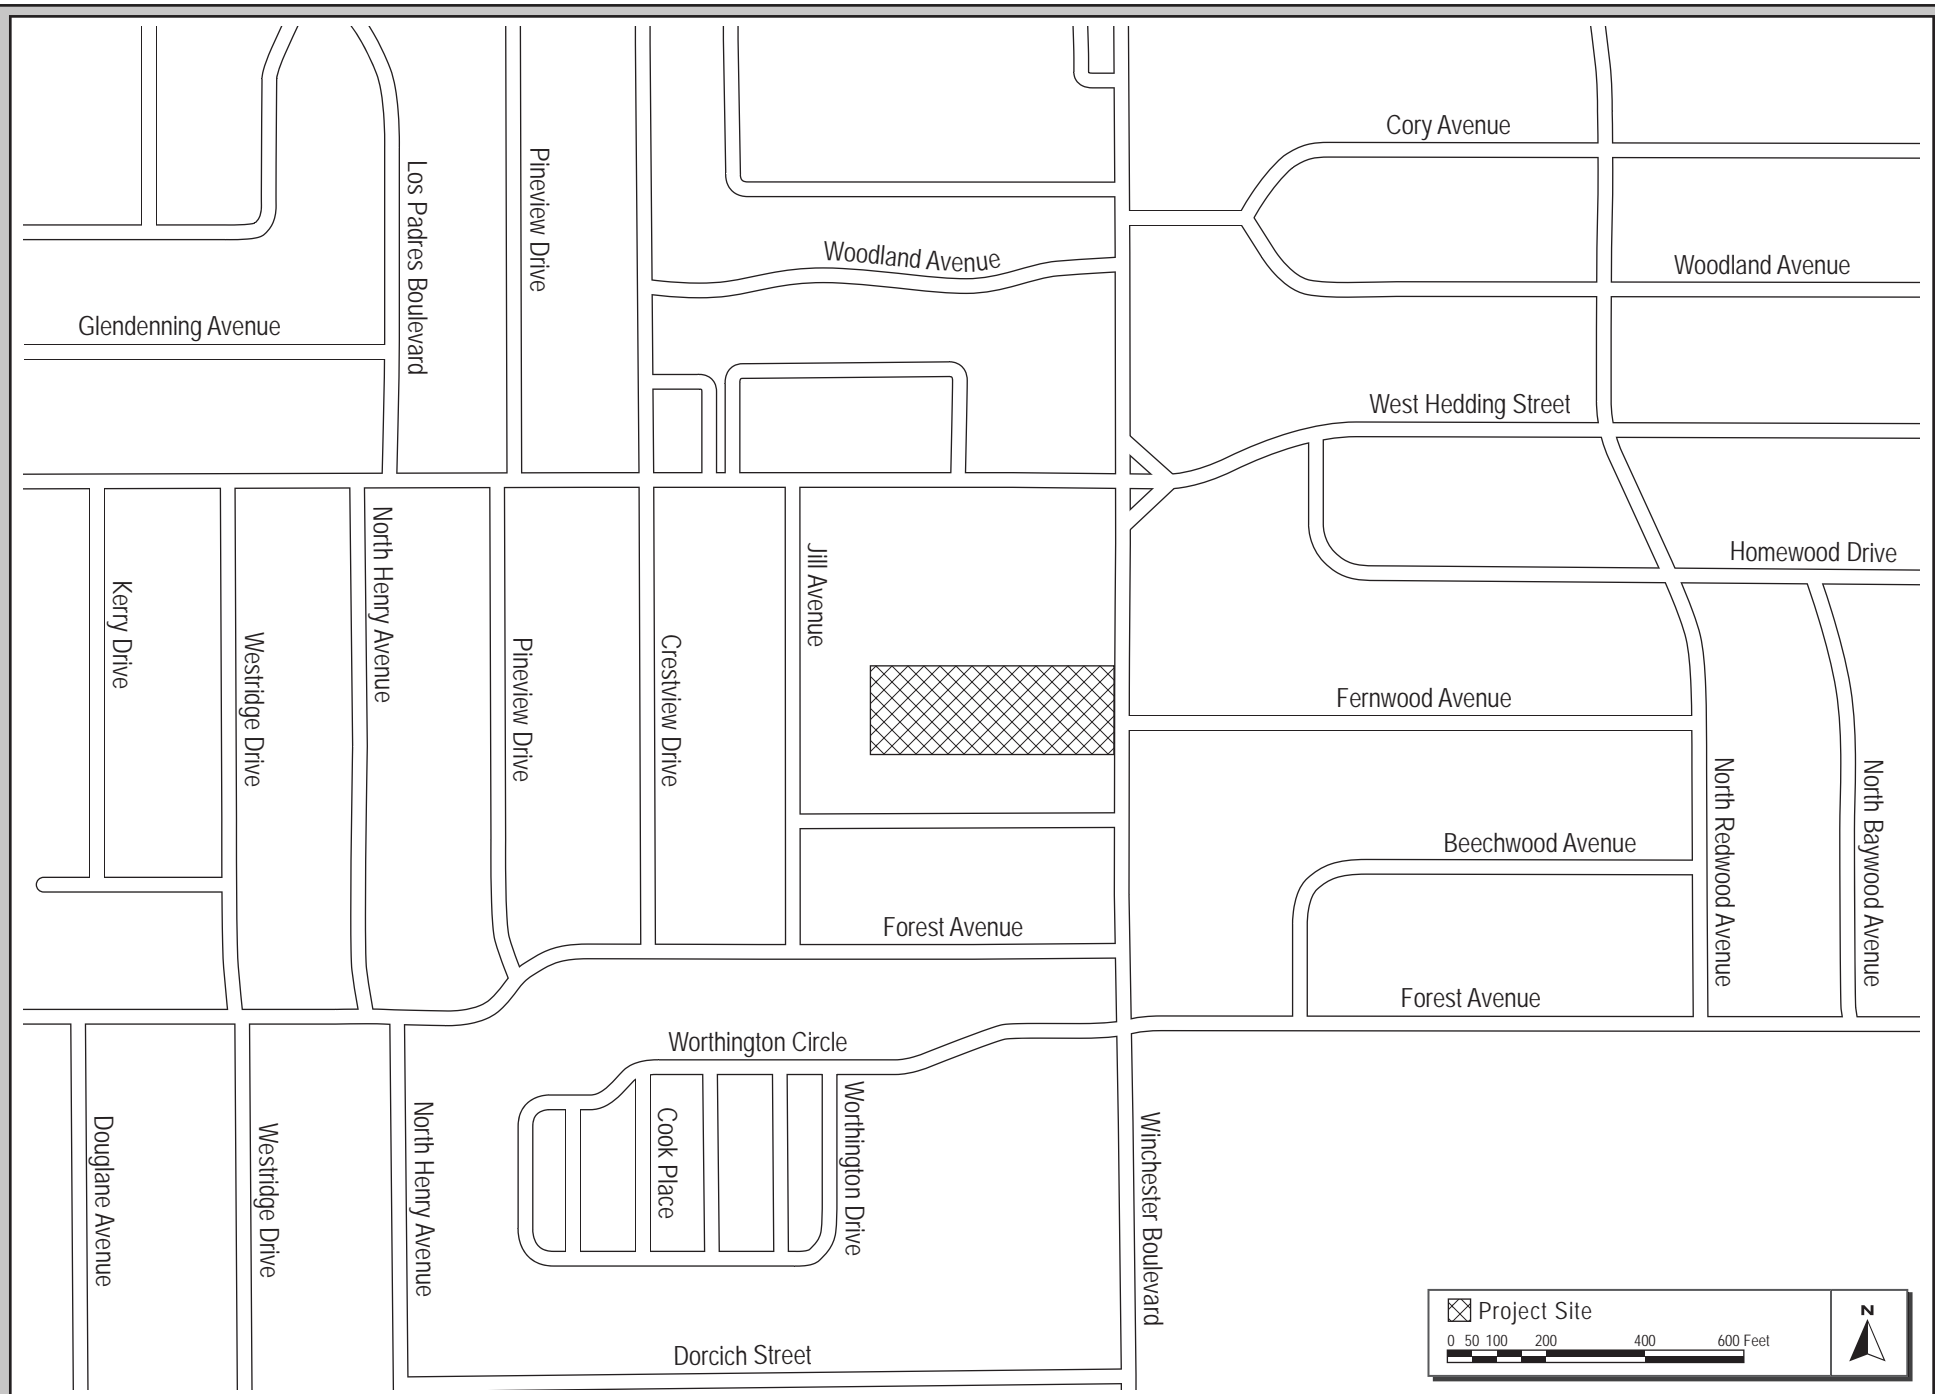 Cory Avenue
Los Padres Boulevard
Pineview Drive
Woodland Avenue
Woodland Avenue
Glendenning Avenue
West Hedding Street
North Henry Avenue
Jill Avenue
Homewood Drive
Kerry Drive
Westridge Drive
Pineview Drive
Crestview Drive
Fernwood Avenue
North Redwood Avenue
North Baywood Avenue
Beechwood Avenue
Forest Avenue
Forest Avenue
Worthington Circle
Douglane Avenue
Westridge Drive
North Henry Avenue
Cook Place
Worthington Drive
Winchester Boulevard
Dorcich Street
Project Site
0 50 100 200 400 600 Feet
N